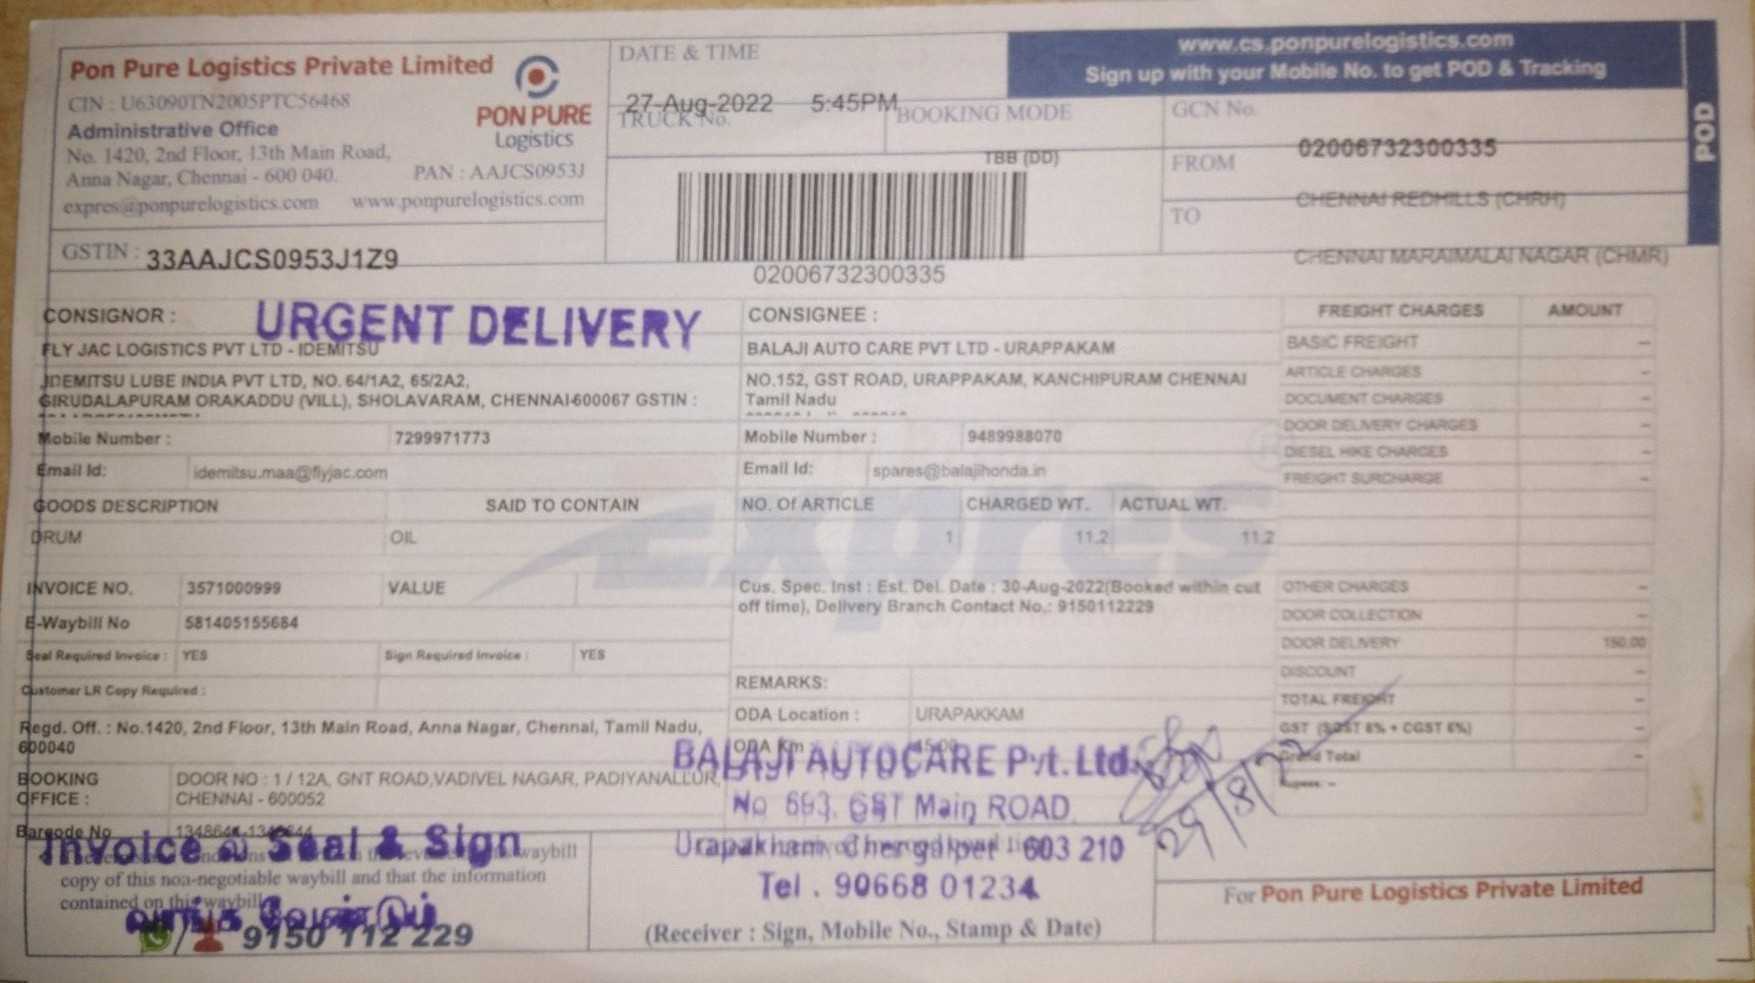 Pon Pure Logistics Private Limited
CIN : U63090TN2005PTC56468
Administrative Office
No. 1420, 2nd Floor, 13th Main Road,
Anna Nagar, Chennai - 600 040.
PAN : AAJCS0953J
expres@ponpurelogistics.com www.ponpurelogistics.com
PON PURE
Logistics
GSTIN : 33AAJCS0953J1Z9
DATE & TIME
27-Aug-2022 5:45PM
TRUCK No.
BOOKING MODE
TBB (DD)
02006732300335
www.cs.ponpurelogistics.com
Sign up with your Mobile No. to get POD & Tracking
GCN No.
02006732300335
FROM
CHENNAI REDHILLS (CHRH)
TO
CHENNAI MARAIMALAI NAGAR (CHMR)
POD
CONSIGNOR :
URGENT DELIVERY
FLY JAC LOGISTICS PVT LTD - IDEMITSU
IDEMITSU LUBE INDIA PVT LTD, NO. 64/1A2, 65/2A2,
GIRUDALAPURAM ORAKADDU (VILL), SHOLAVARAM, CHENNAI-600067 GSTIN :
Mobile Number : 7299971773
Email Id: idemitsu.maa@flyjac.com
CONSIGNEE :
BALAJI AUTO CARE PVT LTD - URAPPAKAM
NO.152, GST ROAD, URAPPAKAM, KANCHIPURAM CHENNAI
Tamil Nadu
Mobile Number : 9489988070
Email Id: spares@balajihonda.in
GOODS DESCRIPTION SAID TO CONTAIN NO. Of ARTICLE CHARGED WT. ACTUAL WT.
DRUM OIL 1 11.2 11.2
expres
INVOICE NO. 3571000999 VALUE
E-Waybill No 581405155684
Seal Required Invoice : YES Sign Required Invoice : YES
Customer LR Copy Required :
Cus. Spec. Inst : Est. Del. Date : 30-Aug-2022(Booked within cut
off time), Delivery Branch Contact No.: 9150112229
REMARKS:
ODA Location : URAPAKKAM
ODA Km
Regd. Off. : No.1420, 2nd Floor, 13th Main Road, Anna Nagar, Chennai, Tamil Nadu,
600040
BOOKING
OFFICE :
DOOR NO : 1 / 12A, GNT ROAD,VADIVEL NAGAR, PADIYANALLUR,
CHENNAI - 600052
Barcode No
FREIGHT CHARGES AMOUNT
BASIC FREIGHT -
ARTICLE CHARGES -
DOCUMENT CHARGES -
DOOR DELIVERY CHARGES -
DIESEL HIKE CHARGES -
FREIGHT SURCHARGE -
OTHER CHARGES -
DOOR COLLECTION -
DOOR DELIVERY 150.00
DISCOUNT -
TOTAL FREIGHT -
GST (SGST 6% + CGST 6%) -
Grand Total -
Rupees: -
BALAJI AUTOCARE Pvt. Ltd.
No 693, GST Main ROAD
603 210
Tel . 90668 01234
29/8/22
Invoice @ Seal & Sign
waybill
copy of this non-negotiable waybill and that the information
contained on this waybill
வாங்க வேண்டும்
9150 112 229
(Receiver : Sign, Mobile No., Stamp & Date)
For Pon Pure Logistics Private Limited